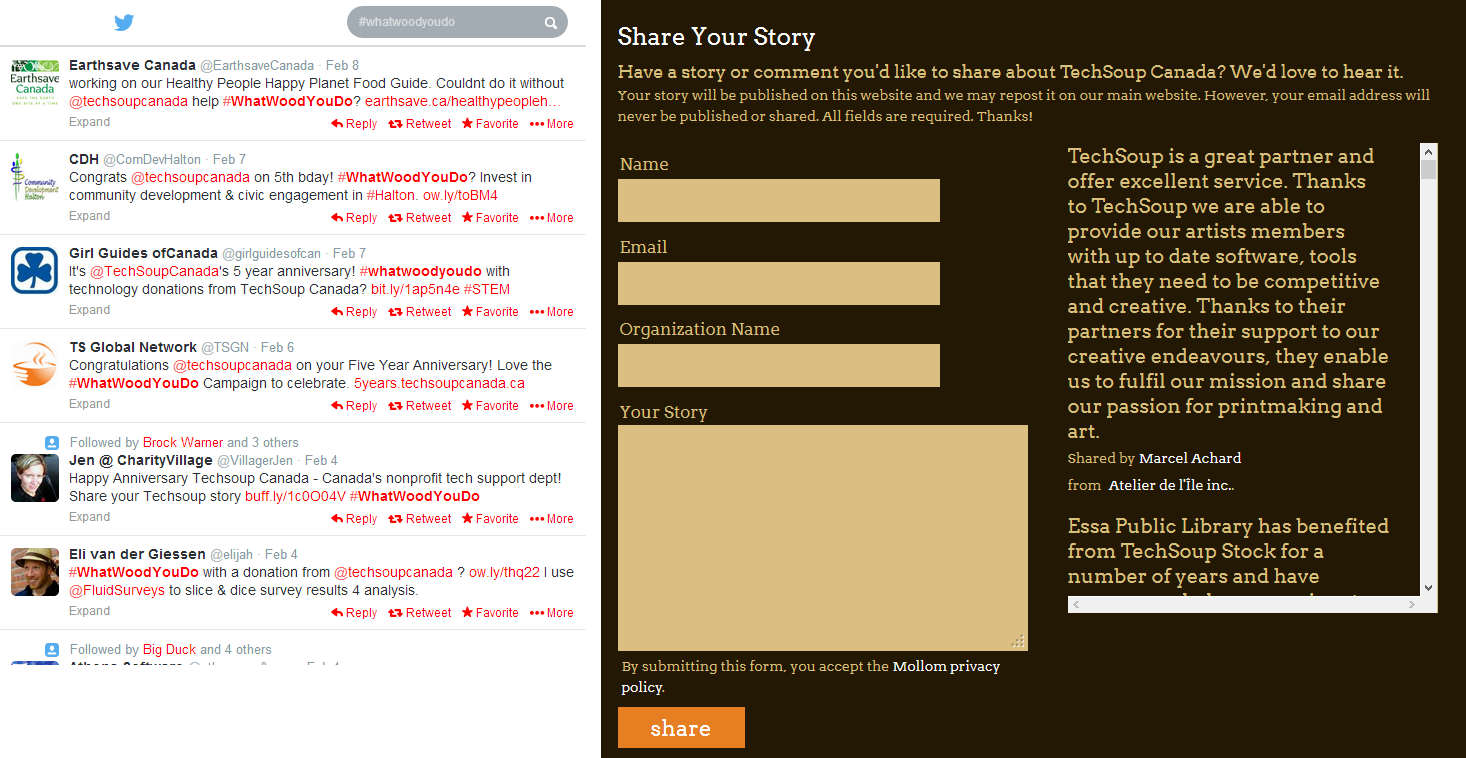 #whatwoodyoudo
Earthsave Canada
Earthsave Canada @EarthsaveCanada · Feb 8
working on our Healthy People Happy Planet Food Guide. Couldnt do it without
@techsoupcanada help #WhatWoodYouDo? earthsave.ca/healthypeopleh…
Expand
Reply Retweet Favorite More
Community
Development
Halton
CDH @ComDevHalton · Feb 7
Congrats @techsoupcanada on 5th bday! #WhatWoodYouDo? Invest in
community development & civic engagement in #Halton. ow.ly/toBM4
Expand
Reply Retweet Favorite More
Girl Guides ofCanada @girlguidesofcan · Feb 7
It's @TechSoupCanada's 5 year anniversary! #whatwoodyoudo with
technology donations from TechSoup Canada? bit.ly/1ap5n4e #STEM
Expand
Reply Retweet Favorite More
TS Global Network @TSGN · Feb 6
Congratulations @techsoupcanada on your Five Year Anniversary! Love the
#WhatWoodYouDo Campaign to celebrate. 5years.techsoupcanada.ca
Expand
Reply Retweet Favorite More
Followed by Brock Warner and 3 others
Jen @ CharityVillage @VillagerJen · Feb 4
Happy Anniversary Techsoup Canada - Canada's nonprofit tech support dept!
Share your Techsoup story buff.ly/1c0O04V #WhatWoodYouDo
Expand
Reply Retweet Favorite More
Eli van der Giessen @elijah · Feb 4
#WhatWoodYouDo with a donation from @techsoupcanada ? ow.ly/thq22 I use
@FluidSurveys to slice & dice survey results 4 analysis.
Expand
Reply Retweet Favorite More
Followed by Big Duck and 4 others
Share Your Story
Have a story or comment you'd like to share about TechSoup Canada? We'd love to hear it.
Your story will be published on this website and we may repost it on our main website. However, your email address will
never be published or shared. All fields are required. Thanks!
Name
Email
Organization Name
Your Story
By submitting this form, you accept the Mollom privacy
policy.
share
TechSoup is a great partner and
offer excellent service. Thanks
to TechSoup we are able to
provide our artists members
with up to date software, tools
that they need to be competitive
and creative. Thanks to their
partners for their support to our
creative endeavours, they enable
us to fulfil our mission and share
our passion for printmaking and
art.
Shared by Marcel Achard
from Atelier de l'Île inc..
Essa Public Library has benefited
from TechSoup Stock for a
number of years and have